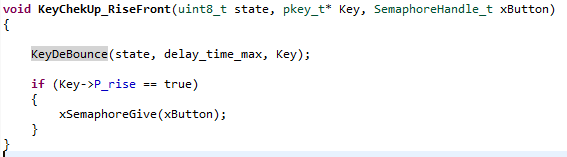 void KeyChekUp_RiseFront(uint8_t state, pkey_t* Key, SemaphoreHandle_t xButton)
{
KeyDeBounce(state, delay_time_max, Key);
if (Key->P_rise == true)
{
xSemaphoreGive(xButton);
}
}